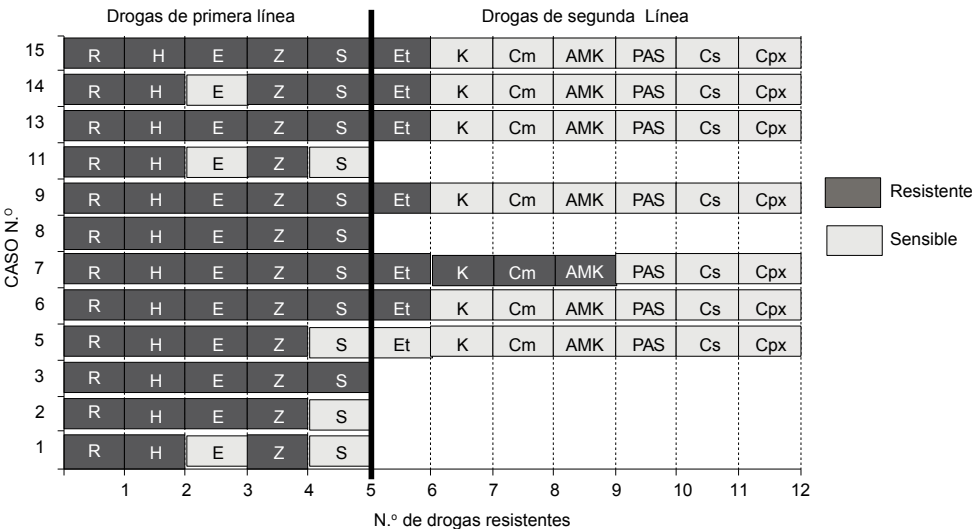 Drogas de primera línea Drogas de segunda Línea
15 R H E Z S Et K Cm AMK PAS Cs Cpx
14 R H E Z S Et K Cm AMK PAS Cs Cpx
13 R H E Z S Et K Cm AMK PAS Cs Cpx
11 R H E Z S
9 R H E Z S Et K Cm AMK PAS Cs Cpx
8 R H E Z S
7 R H E Z S Et K Cm AMK PAS Cs Cpx
6 R H E Z S Et K Cm AMK PAS Cs Cpx
5 R H E Z S Et K Cm AMK PAS Cs Cpx
3 R H E Z S
2 R H E Z S
1 R H E Z S
1 2 3 4 5 6 7 8 9 10 11 12
N.º de drogas resistentes
CASO N.º
Resistente
Sensible